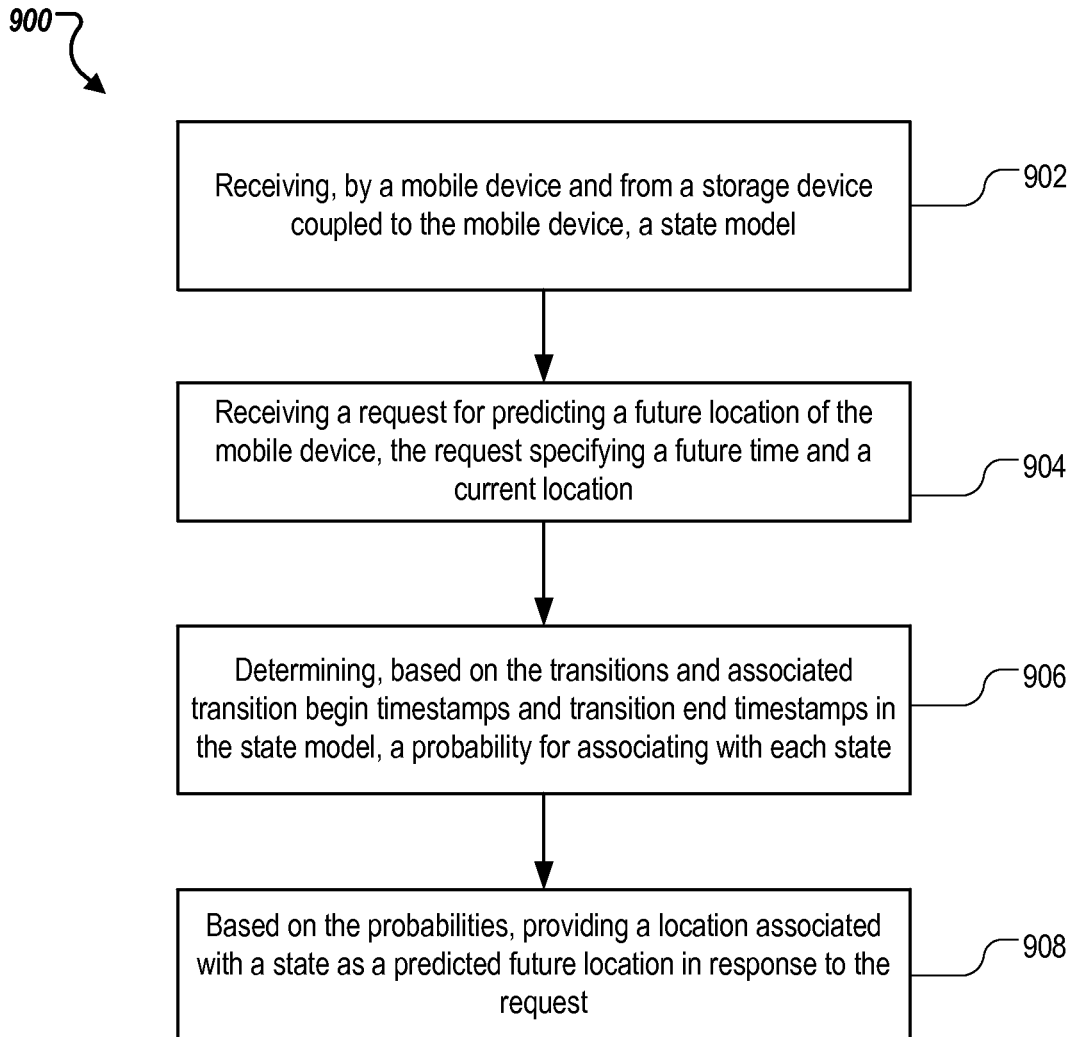 900
Receiving, by a mobile device and from a storage device
coupled to the mobile device, a state model
902
Receiving a request for predicting a future location of the
mobile device, the request specifying a future time and a
current location
904
Determining, based on the transitions and associated
transition begin timestamps and transition end timestamps in
the state model, a probability for associating with each state
906
Based on the probabilities, providing a location associated
with a state as a predicted future location in response to the
request
908